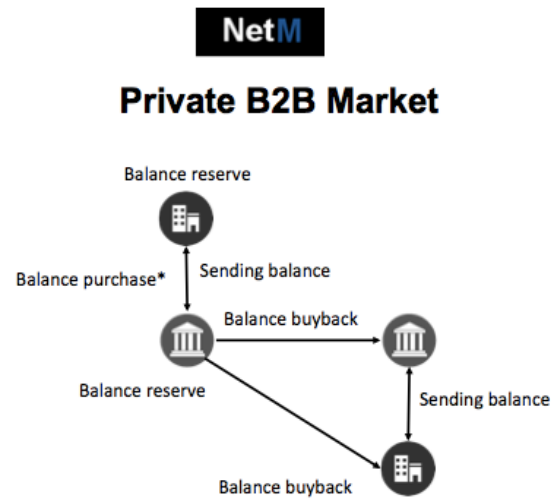 NetM
Private B2B Market
Balance reserve
Balance purchase*
Sending balance
Balance buyback
Balance reserve
Sending balance
Balance buyback